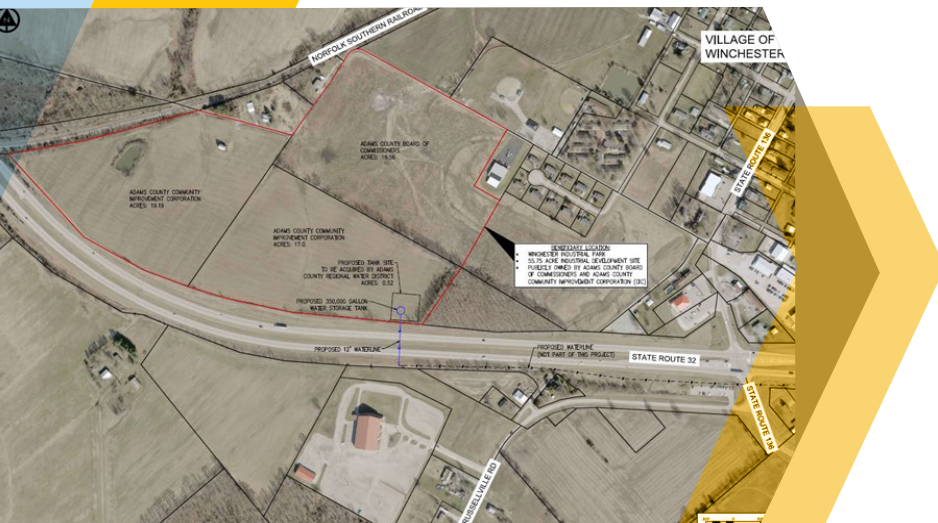 NORFOLK SOUTHERN RAILROAD
VILLAGE OF
WINCHESTER
STATE ROUTE 136
ADAMS COUNTY BOARD OF
COMMISSIONERS
ADAMS COUNTY COMMUNITY
IMPROVEMENT CORPORATION
ACRES: 19.19
ADAMS COUNTY COMMUNITY
IMPROVEMENT CORPORATION
ACRES: 17.0
BENEFICIARY LOCATION:
• WINCHESTER INDUSTRIAL PARK
• 55.75 ACRE INDUSTRIAL DEVELOPMENT SITE
• PUBLICLY OWNED BY ADAMS COUNTY BOARD
OF COMMISSIONERS AND ADAMS COUNTY
COMMUNITY IMPROVEMENT CORPORATION (CIC)
PROPOSED TANK SITE
TO BE ACQUIRED BY ADAMS
COUNTY REGIONAL WATER DISTRICT
ACRES: 0.52
PROPOSED 350,000 GALLON
WATER STORAGE TANK
PROPOSED 12" WATERLINE
PROPOSED WATERLINE
(NOT PART OF THIS PROJECT)
STATE ROUTE 32
STATE ROUTE 136
RUSSELLVILLE RD